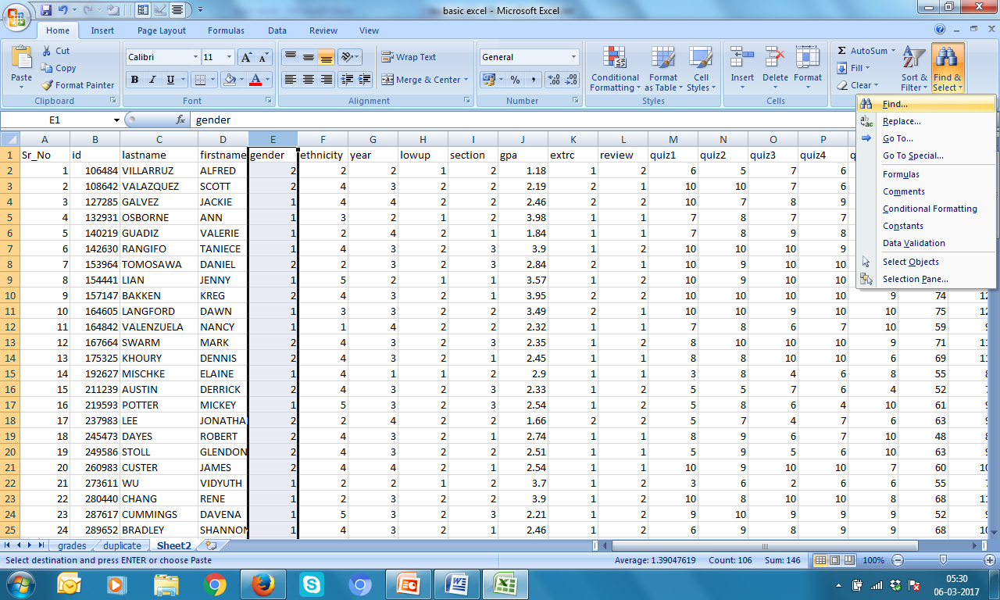 basic excel - Microsoft Excel
Home Insert Page Layout Formulas Data Review View
Cut
Copy
Format Painter
Paste
Clipboard
Calibri 11
B I U
Font
Wrap Text
Merge & Center
Alignment
General
Number
Conditional Formatting
Format as Table
Cell Styles
Styles
Insert Delete Format
Cells
Σ AutoSum
Fill
Clear
Sort & Filter
Find & Select
Find...
Replace...
Go To...
Go To Special...
Formulas
Comments
Conditional Formatting
Constants
Data Validation
Select Objects
Selection Pane...
E1 fx gender
A B C D E F G H I J K L M N O P
1 Sr_No id lastname firstname gender ethnicity year lowup section gpa extrc review quiz1 quiz2 quiz3 quiz4 q
2 1 106484 VILLARRUZ ALFRED 2 2 2 1 2 1.18 1 2 6 5 7 6
3 2 108642 VALAZQUEZ SCOTT 2 4 3 2 2 2.19 2 1 10 10 7 6
4 3 127285 GALVEZ JACKIE 1 4 4 2 2 2.46 2 2 10 7 8 9
5 4 132931 OSBORNE ANN 1 3 2 1 2 3.98 1 1 7 8 7 7
6 5 140219 GUADIZ VALERIE 1 2 4 2 1 1.84 1 1 7 8 9 8
7 6 142630 RANGIFO TANIECE 1 4 3 2 3 3.9 1 2 10 10 10 9
8 7 153964 TOMOSAWA DANIEL 2 2 3 2 3 2.84 2 1 10 9 10 10
9 8 154441 LIAN JENNY 1 5 2 1 1 3.57 1 2 10 9 10 10
10 9 157147 BAKKEN KREG 2 4 3 2 1 3.95 2 2 10 10 10 10 9 74 12
11 10 164605 LANGFORD DAWN 1 3 3 2 2 3.49 2 1 10 10 9 10 10 75 12
12 11 164842 VALENZUELA NANCY 1 1 4 2 2 2.32 1 1 7 8 6 7 10 59 9
13 12 167664 SWARM MARK 2 4 3 2 3 2.35 1 2 8 10 10 10 9 71 11
14 13 175325 KHOURY DENNIS 2 4 3 2 1 2.45 1 1 8 8 10 10 6 69 11
15 14 192627 MISCHKE ELAINE 1 4 1 1 2 2.9 1 1 3 8 4 6 8 55 8
16 15 211239 AUSTIN DERRICK 2 4 3 2 3 2.33 1 2 5 5 7 6 4 52 7
17 16 219593 POTTER MICKEY 1 5 3 2 3 2.54 1 2 5 8 6 4 10 61 9
18 17 237983 LEE JONATHA 2 2 4 2 2 1.66 2 2 5 7 4 7 6 63 9
19 18 245473 DAYES ROBERT 2 4 3 2 1 2.74 1 1 8 9 6 7 10 48 8
20 19 249586 STOLL GLENDON 2 4 3 2 2 2.51 1 1 5 9 5 6 10 63 9
21 20 260983 CUSTER JAMES 2 4 4 2 1 2.54 1 1 10 9 10 10 7 60 10
22 21 273611 WU VIDYUTH 1 2 2 1 2 3.7 1 2 3 6 2 6 6 55 7
23 22 280440 CHANG RENE 1 2 3 2 2 3.9 1 2 10 8 10 10 8 68 11
24 23 287617 CUMMINGS DAVENA 1 5 3 2 3 2.21 1 2 9 10 9 9 9 52 9
25 24 289652 BRADLEY SHANNON 1 4 3 2 1 2.46 1 2 6 9 8 9 9 68 10
grades duplicate Sheet2
Select destination and press ENTER or choose Paste Average: 1.39047619 Count: 106 Sum: 146 100%
05:30
06-03-2017